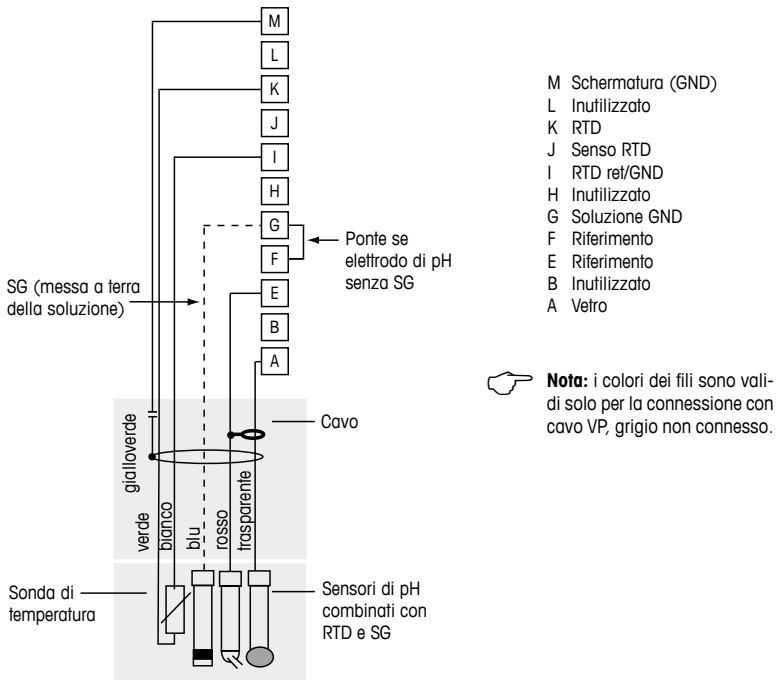 M
L
K
J
I
H
G
F
E
B
A
Ponte se
elettrodo di pH
senza SG
SG (messa a terra
della soluzione)
Cavo
gialloverde
verde
bianco
blu
rosso
trasparente
Sonda di
temperatura
Sensori di pH
combinati con
RTD e SG
M Schermatura (GND)
L Inutilizzato
K RTD
J Senso RTD
I RTD ret/GND
H Inutilizzato
G Soluzione GND
F Riferimento
E Riferimento
B Inutilizzato
A Vetro
Nota: i colori dei fili sono vali-
di solo per la connessione con
cavo VP, grigio non connesso.